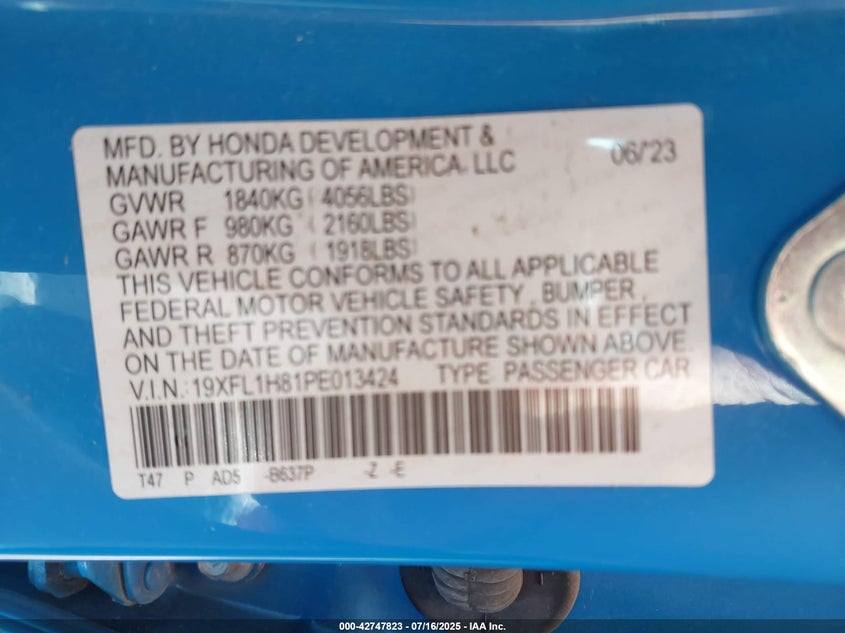 MFD. BY HONDA DEVELOPMENT & 06/23
MANUFACTURING OF AMERICA. LLC
GVWR 1840KG( 4056LBS)
GAWR F 980KG ( 2160LBS)
GAWR R 870KG ( 1918LBS)
THIS VEHICLE CONFORMS TO ALL APPLICABLE
FEDERAL MOTOR VEHICLE SAFETY, BUMPER,
AND THEFT PREVENTION STANDARDS IN EFFECT
ON THE DATE OF MANUFACTURE SHOWN ABOVE
V.I.N.: 19XFL1H81PE013424 TYPE: PASSENGER CAR
T47 P AD5 -B637P -Z -E
000-42747823 - 07/16/2025 - IAA Inc.